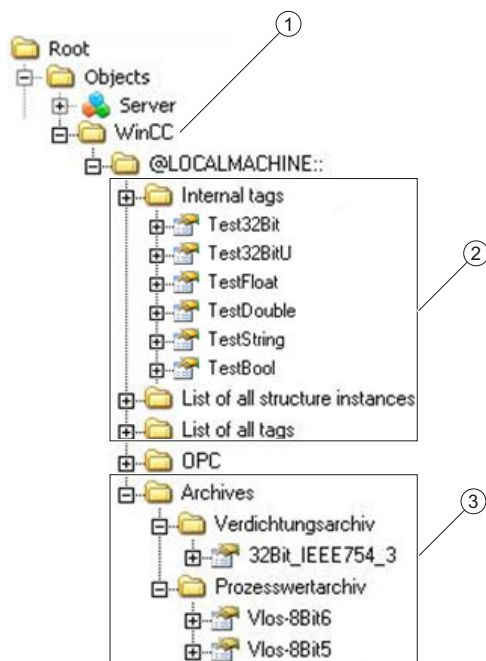 1
Root
Objects
Server
WinCC
@LOCALMACHINE::
Internal tags
Test32Bit
Test32BitU
2
TestFloat
TestDouble
TestString
TestBool
List of all structure instances
List of all tags
OPC
Archives
3
Verdichtungsarchiv
32Bit_IEEE754_3
Prozesswertarchiv
Vlos-8Bit6
Vlos-8Bit5